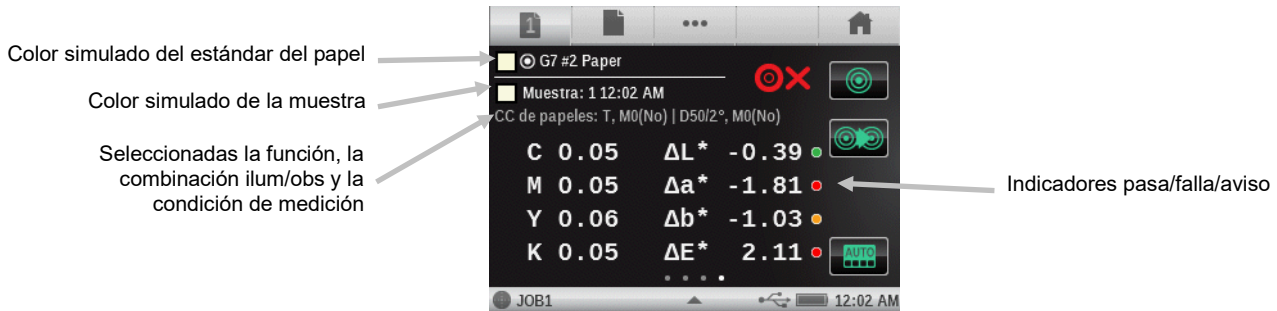 1
Color simulado del estándar del papel
G7 #2 Paper
Color simulado de la muestra
Muestra: 1 12:02 AM
CC de papeles: T, M0(No) | D50/2°, M0(No)
Seleccionadas la función, la
combinación ilum/obs y la
condición de medición
C 0.05 ΔL* -0.39
M 0.05 Δa* -1.81
Indicadores pasa/falla/aviso
Y 0.06 Δb* -1.03
K 0.05 ΔE* 2.11
AUTO
JOB1 12:02 AM